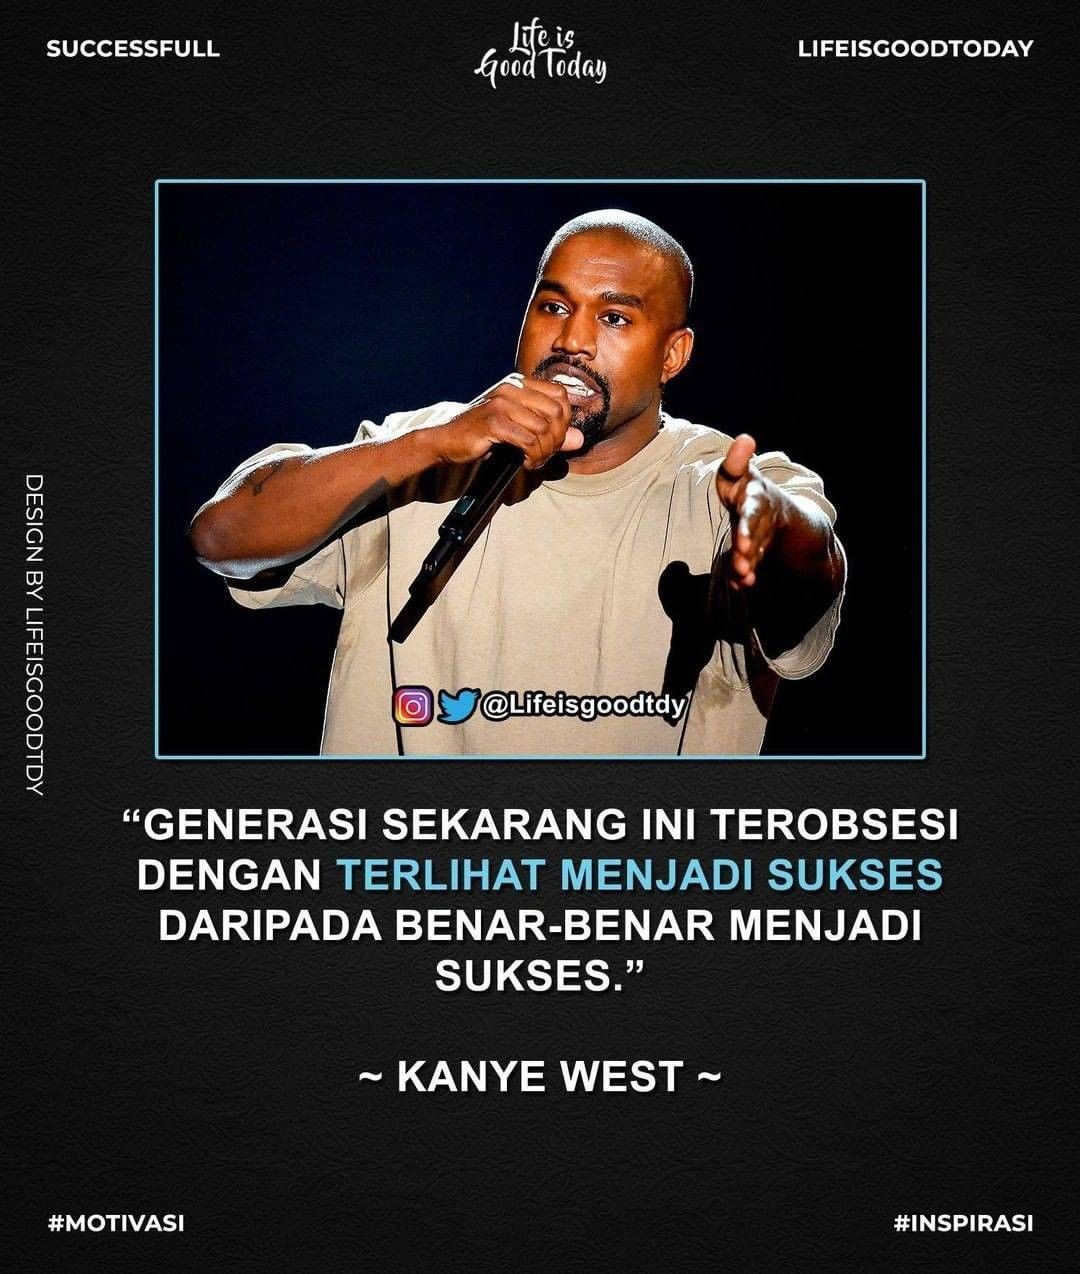 SUCCESSFULL
Life is
Good Today
LIFEISGOODTODAY
DESIGN BY LIFEISGOODTDY
14
@Lifeisgoodtdy
“GENERASI SEKARANG INI TEROBSESI
DENGAN TERLIHAT MENJADI SUKSES
DARIPADA BENAR-BENAR MENJADI
SUKSES.”
~ KANYE WEST ~
#MOTIVASI
#INSPIRASI